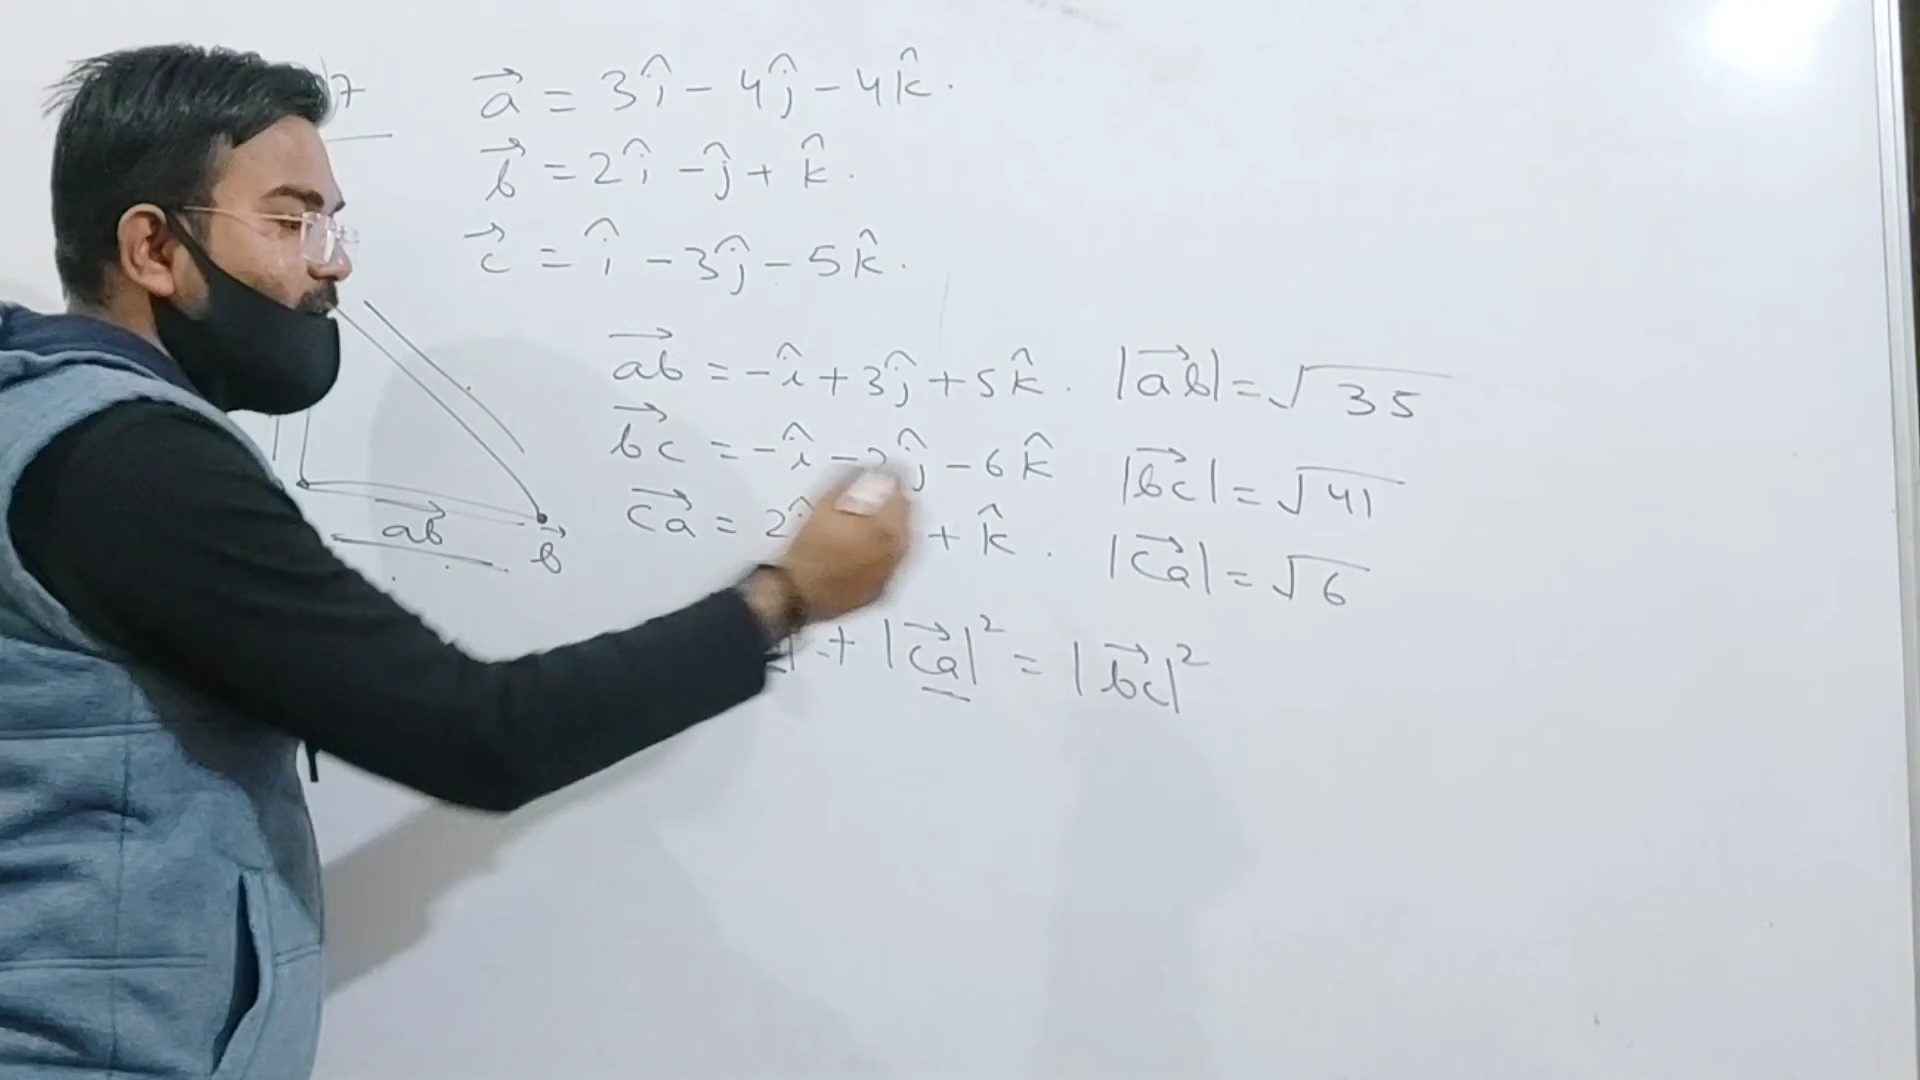 7
a⃗ = 3î - 4ĵ - 4k̂.
b⃗ = 2î - ĵ + k̂.
c⃗ = î - 3ĵ - 5k̂.
ab⃗ = -î + 3ĵ + 5k̂. |ab⃗| = √35
bc⃗ = -î - 2ĵ - 6k̂ |bc⃗| = √41
ca⃗ = 2î + k̂. |ca⃗| = √6
ab⃗
b⃗
+ |ca⃗|² = |bc⃗|²